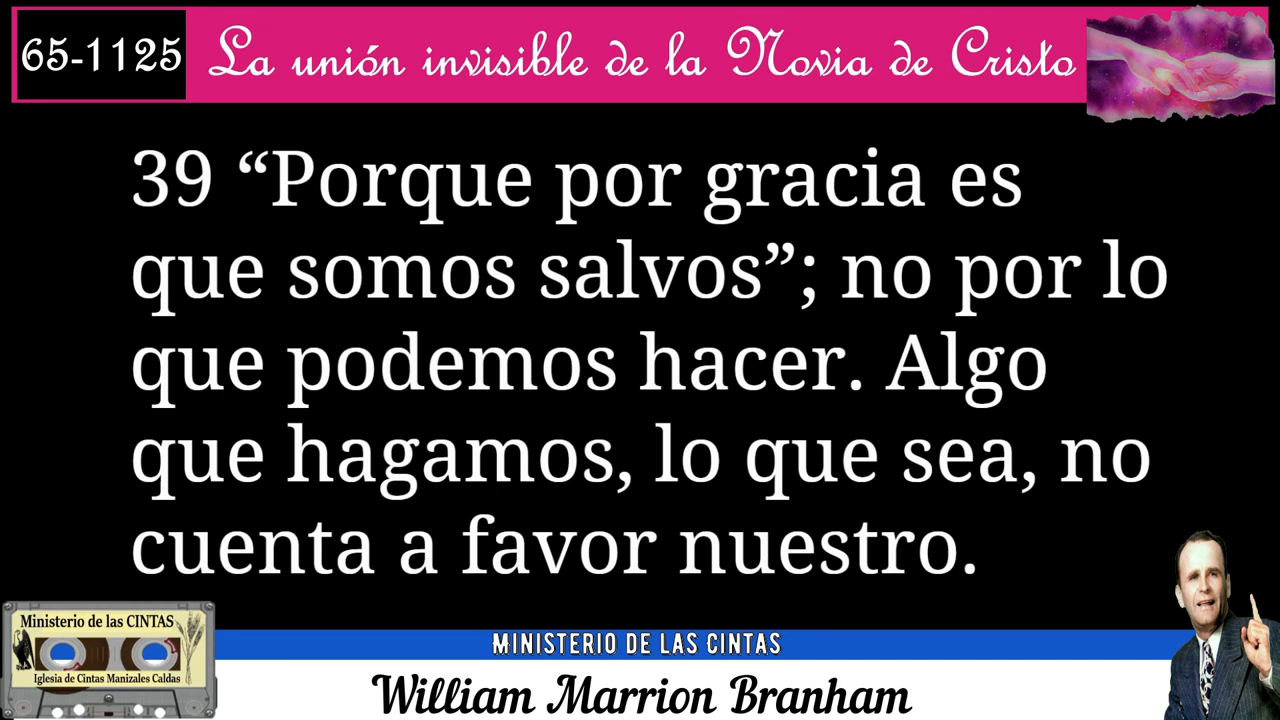 65-1125
La unión invisible de la Novia de Cristo
39 “Porque por gracia es
que somos salvos”; no por lo
que podemos hacer. Algo
que hagamos, lo que sea, no
cuenta a favor nuestro.
Ministerio de las CINTAS
Iglesia de Cintas Manizales Caldas
MINISTERIO DE LAS CINTAS
William Marrion Branham